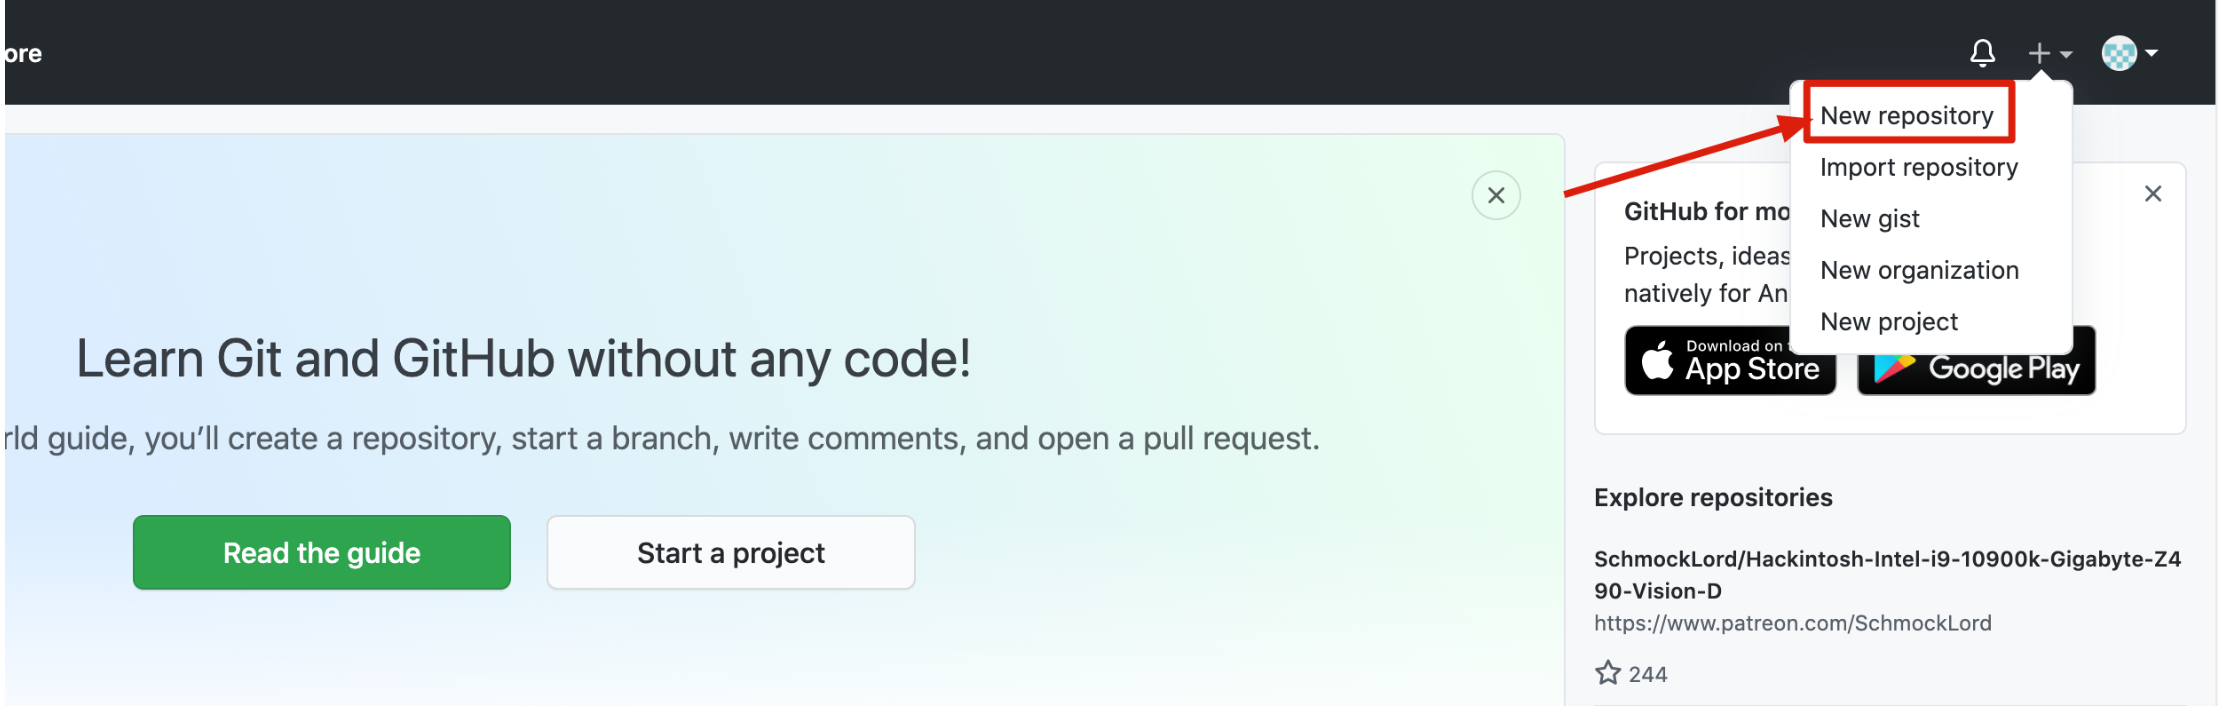 ore
New repository
Import repository
New gist
New organization
New project
Learn Git and GitHub without any code!
rld guide, you’ll create a repository, start a branch, write comments, and open a pull request.
Read the guide
Start a project
GitHub for mo
Projects, ideas
natively for An
Download on
App Store
Google Play
Explore repositories
SchmockLord/Hackintosh-Intel-i9-10900k-Gigabyte-Z4
90-Vision-D
https://www.patreon.com/SchmockLord
244